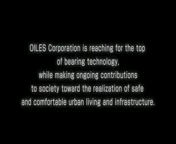 OILES Corporation is reaching for the top
of bearing technology,
while making ongoing contributions
to society toward the realization of safe
and comfortable urban living and infrastructure.